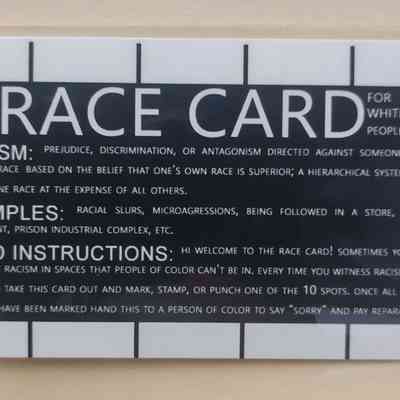 RACE CARD
FOR
WHIT
PEOPL
SM: PREJUDICE, DISCRIMINATION, OR ANTAGONISM DIRECTED AGAINST SOMEON
RACE BASED ON THE BELIEF THAT ONE'S OWN RACE IS SUPERIOR; A HIERARCHICAL SYSTE
NE RACE AT THE EXPENSE OF ALL OTHERS.
MPLES: RACIAL SLURS, MICROAGRESSIONS, BEING FOLLOWED IN A STORE,
NT, PRISON INDUSTRIAL COMPLEX, ETC.
D INSTRUCTIONS: HI WELCOME TO THE RACE CARD! SOMETIMES YO
T RACISM IN SPACES THAT PEOPLE OF COLOR CAN'T BE IN. EVERY TIME YOU WITNESS RACIS
TAKE THIS CARD OUT AND MARK, STAMP, OR PUNCH ONE OF THE 10 SPOTS. ONCE ALL
HAVE BEEN MARKED HAND THIS TO A PERSON OF COLOR TO SAY "SORRY" AND PAY REPAR